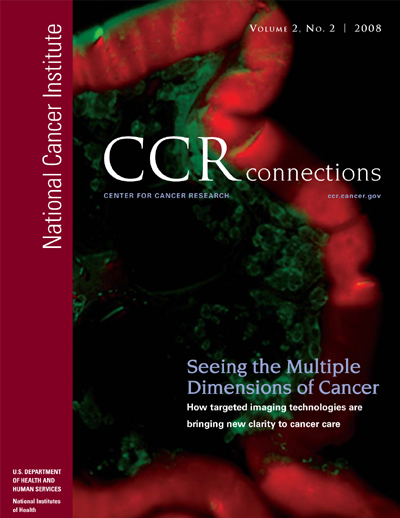 VOLUME 2, NO. 2 | 2008
National Cancer Institute
CCR connections
CENTER FOR CANCER RESEARCH
ccr.cancer.gov
Seeing the Multiple
Dimensions of Cancer
How targeted imaging technologies are
bringing new clarity to cancer care
U.S. DEPARTMENT
OF HEALTH AND
HUMAN SERVICES
National Institutes
of Health